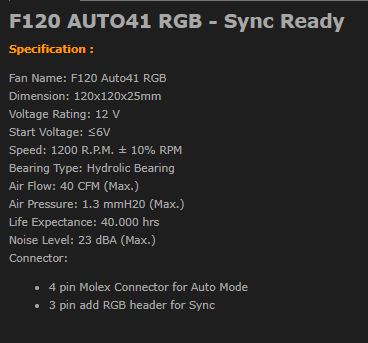 F120 AUTO41 RGB - Sync Ready
Specification :
Fan Name: F120 Auto41 RGB
Dimension: 120x120x25mm
Voltage Rating: 12 V
Start Voltage: ≤6V
Speed: 1200 R.P.M. ± 10% RPM
Bearing Type: Hydrolic Bearing
Air Flow: 40 CFM (Max.)
Air Pressure: 1.3 mmH20 (Max.)
Life Expectance: 40.000 hrs
Noise Level: 23 dBA (Max.)
Connector:
• 4 pin Molex Connector for Auto Mode
• 3 pin add RGB header for Sync